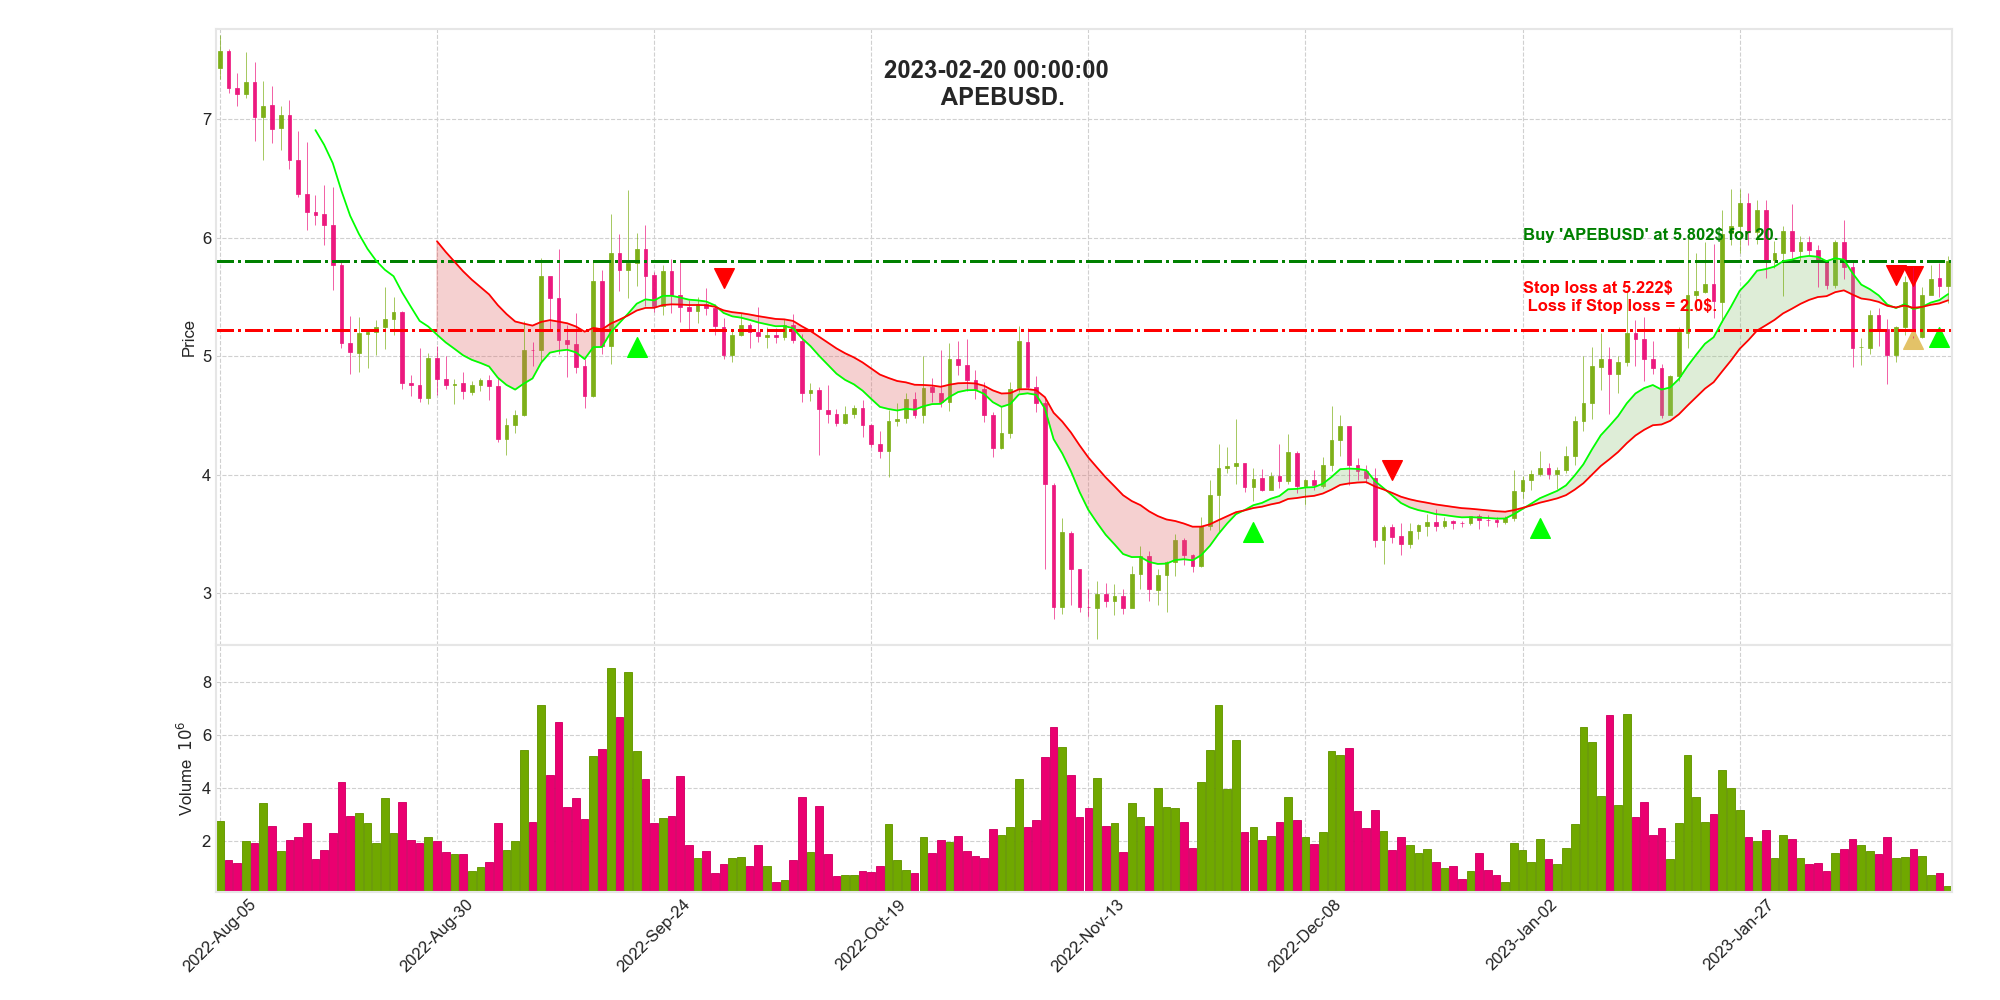 2023-02-20 00:00:00
APEBUSD.
7
6
5
4
3
Price
Buy 'APEBUSD' at 5.802$ for 20.
Stop loss at 5.222$
Loss if Stop loss = 2.0$.
8
6
4
2
Volume 10^6
2022-Aug-05
2022-Aug-30
2022-Sep-24
2022-Oct-19
2022-Nov-13
2022-Dec-08
2023-Jan-02
2023-Jan-27